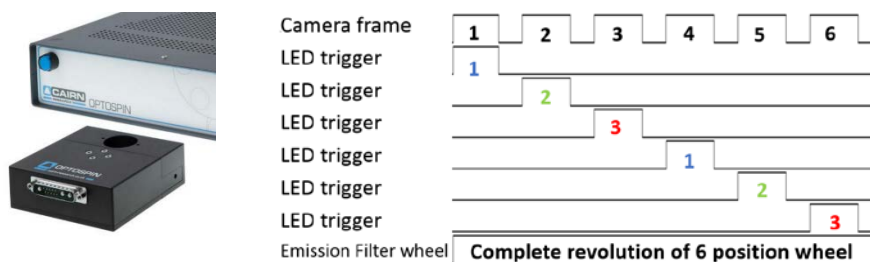 CAIRN
OPTOSPIN
OPTOSPIN
Camera frame 1 2 3 4 5 6
LED trigger 1
LED trigger 2
LED trigger 3
LED trigger 1
LED trigger 2
LED trigger 3
Emission Filter wheel Complete revolution of 6 position wheel